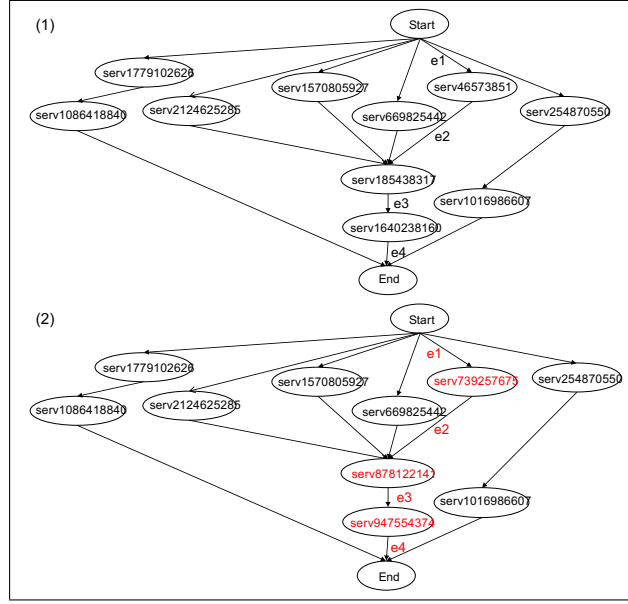 (1)
Start
e1
serv1779102626
serv1570805927
serv46573851
serv1086418840
serv2124625285
serv669825442
serv254870550
e2
serv185438317
e3
serv1016986607
serv1640238160
e4
End
(2)
Start
e1
serv1779102626
serv1570805927
serv739257675
serv254870550
serv1086418840
serv2124625285
serv669825442
e2
serv878122141
e3
serv1016986607
serv947554374
e4
End